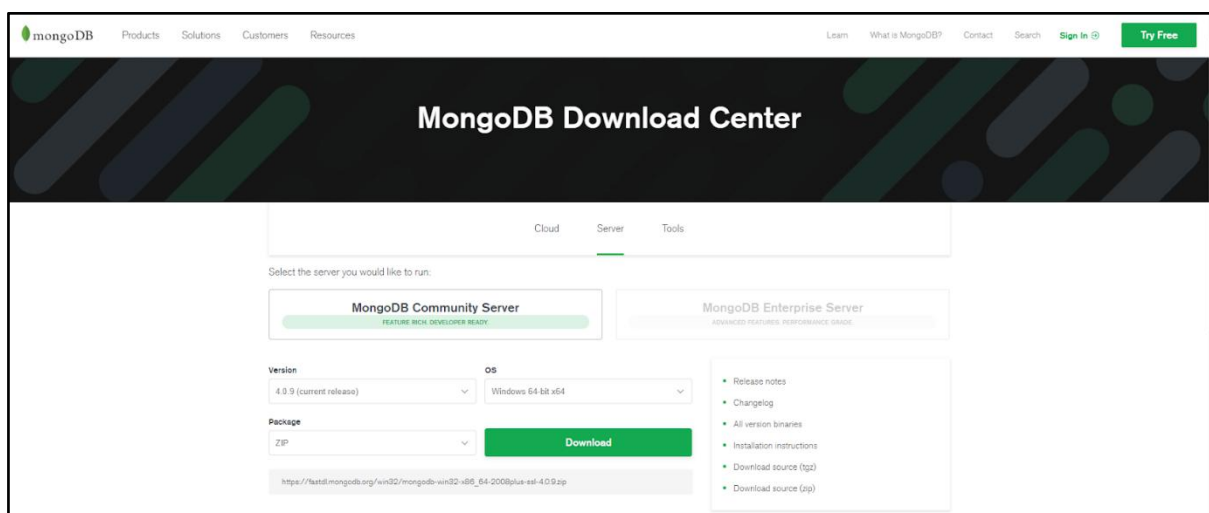 mongoDB Products Solutions Customers Resources Learn What is MongoDB? Contact Search Sign In Try Free
MongoDB Download Center
Cloud Server Tools
Select the server you would like to run:
MongoDB Community Server
FEATURE RICH. DEVELOPER READY.
MongoDB Enterprise Server
ADVANCED FEATURES. PERFORMANCE GRADE.
Version
4.0.9 (current release)
OS
Windows 64-bit x64
Package
ZIP
Download
https://fastdl.mongodb.org/win32/mongodb-win32-x86_64-2008plus-ssl-4.0.9.zip
Release notes
Changelog
All version binaries
Installation instructions
Download source (tgz)
Download source (zip)